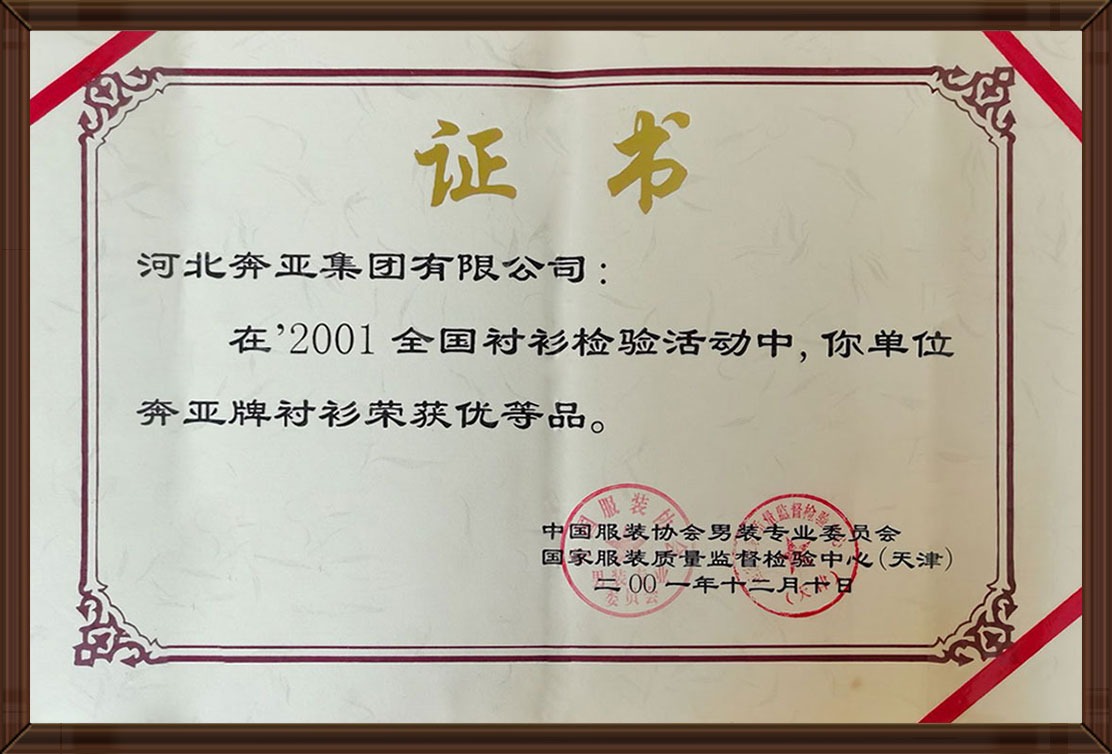 证书
河北奔亚集团有限公司：
在’2001全国衬衫检验活动中，你单位
奔亚牌衬衫荣获优等品。
中国服装协会男装专业委员会
国家服装质量监督检验中心（天津）
二00一年十二月十日